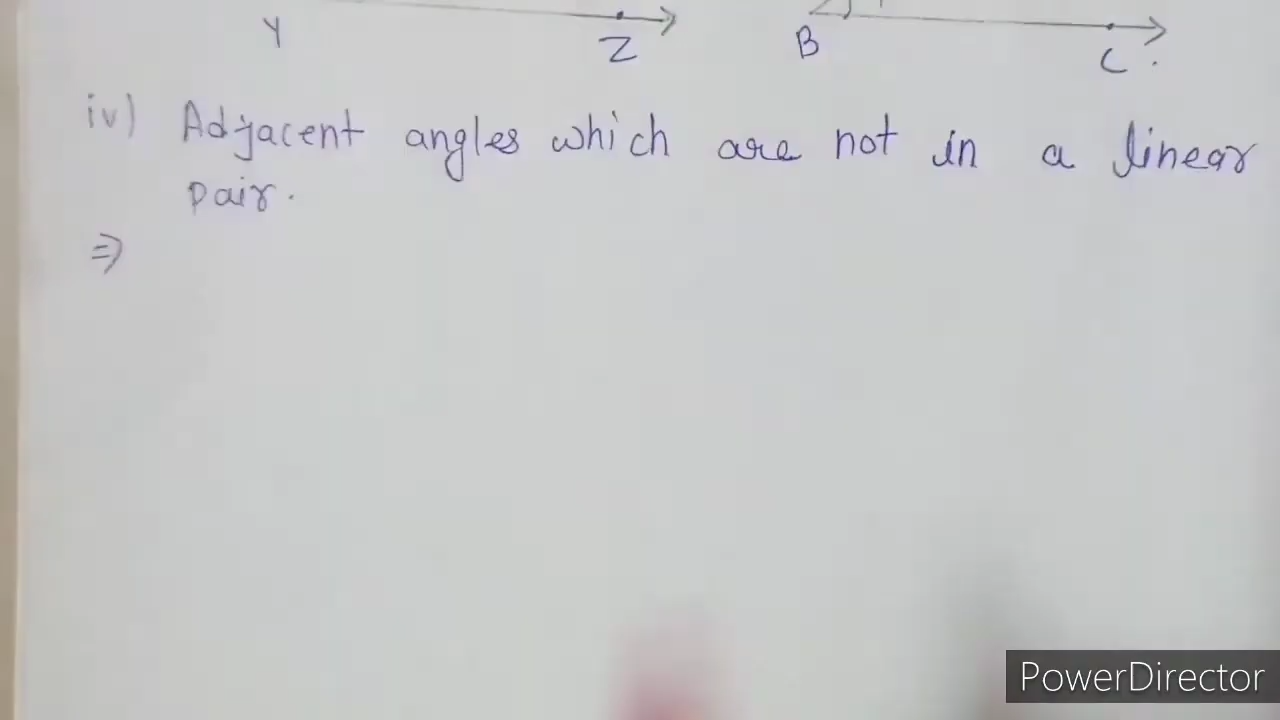 Y Z B C.
iv) Adjacent angles which are not in a linear
pair.
⇒
PowerDirector